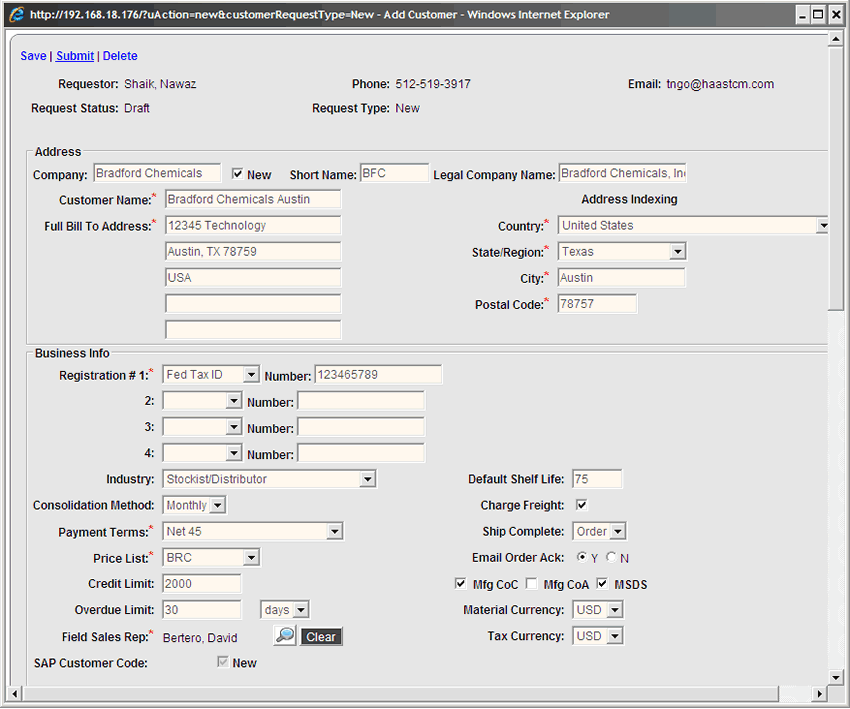 http://192.168.18.176/?uAction=new&customerRequestType=New - Add Customer - Windows Internet Explorer
Save | Submit | Delete
Requestor: Shaik, Nawaz Phone: 512-519-3917 Email: tngo@haastcm.com
Request Status: Draft Request Type: New
Address
Company: Bradford Chemicals New Short Name: BFC Legal Company Name: Bradford Chemicals, Inc
Customer Name:* Bradford Chemicals Austin Address Indexing
Full Bill To Address:* 12345 Technology Country:* United States
Austin, TX 78759 State/Region:* Texas
USA City:* Austin
Postal Code:* 78757
Business Info
Registration # 1:* Fed Tax ID Number: 123465789
2: Number:
3: Number:
4: Number:
Industry: Stockist/Distributor Default Shelf Life: 75
Consolidation Method: Monthly Charge Freight:
Payment Terms:* Net 45 Ship Complete: Order
Price List:* BRC Email Order Ack: Y N
Credit Limit: 2000 Mfg CoC Mfg CoA MSDS
Overdue Limit: 30 days Material Currency: USD
Field Sales Rep:* Bertero, David Clear Tax Currency: USD
SAP Customer Code: New